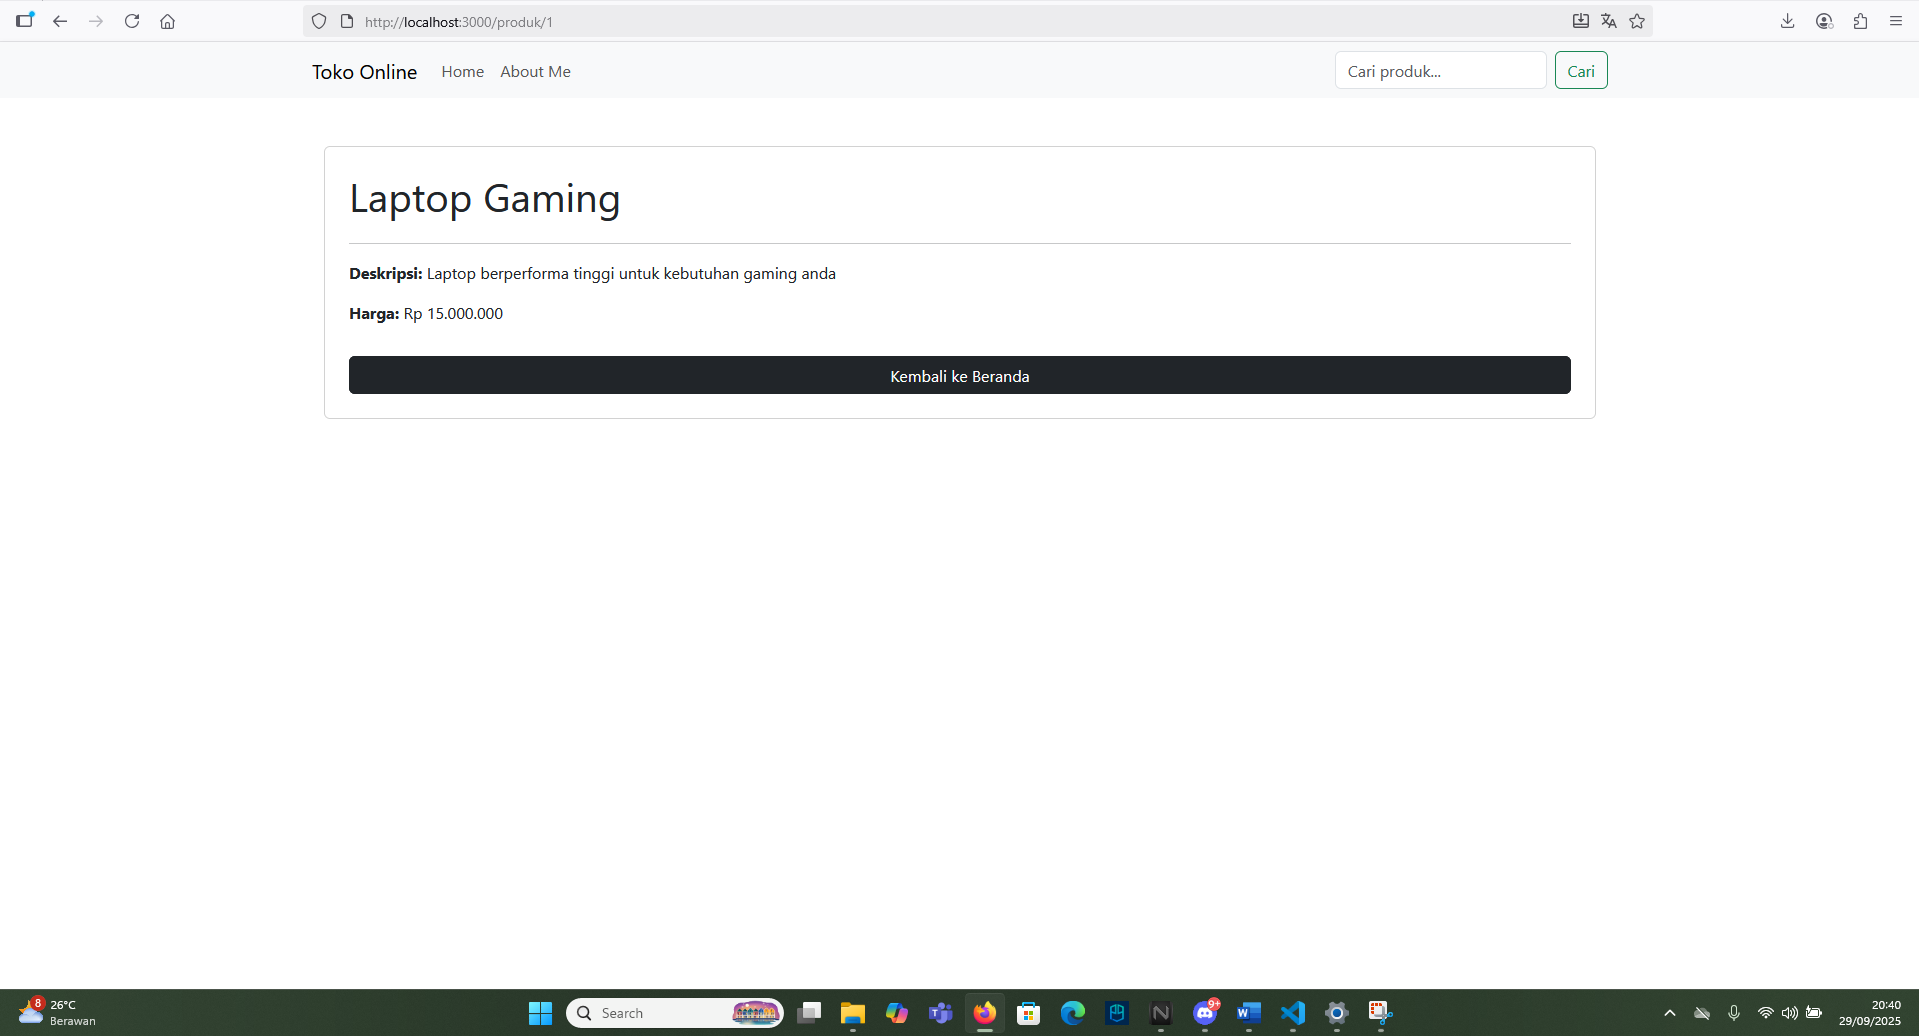 http://localhost:3000/produk/1
Toko Online Home About Me Cari produk... Cari
Laptop Gaming
Deskripsi: Laptop berperforma tinggi untuk kebutuhan gaming anda
Harga: Rp 15.000.000
Kembali ke Beranda
8 26°C
Berawan
Search
9+
20:40
29/09/2025